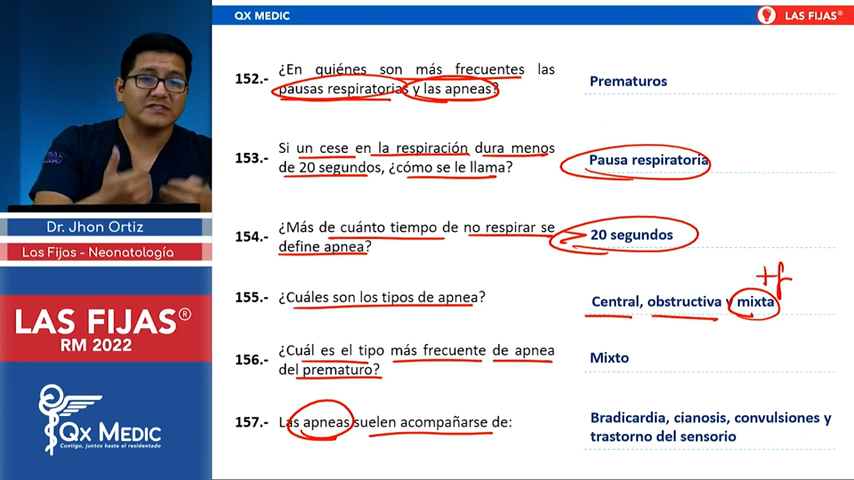 QX MEDIC
LAS FIJAS®
152.- ¿En quiénes son más frecuentes las
pausas respiratorias y las apneas?
Prematuros
153.- Si un cese en la respiración dura menos
de 20 segundos, ¿cómo se le llama?
Pausa respiratoria
154.- ¿Más de cuánto tiempo de no respirar se
define apnea?
20 segundos
155.- ¿Cuáles son los tipos de apnea?
Central, obstructiva y mixta
+f
156.- ¿Cuál es el tipo más frecuente de apnea
del prematuro?
Mixto
157.- Las apneas suelen acompañarse de:
Bradicardia, cianosis, convulsiones y
trastorno del sensorio
Dr. Jhon Ortiz
Las Fijas - Neonatología
LAS FIJAS®
RM 2022
QX MEDIC
Contigo, juntos hasta el residentado